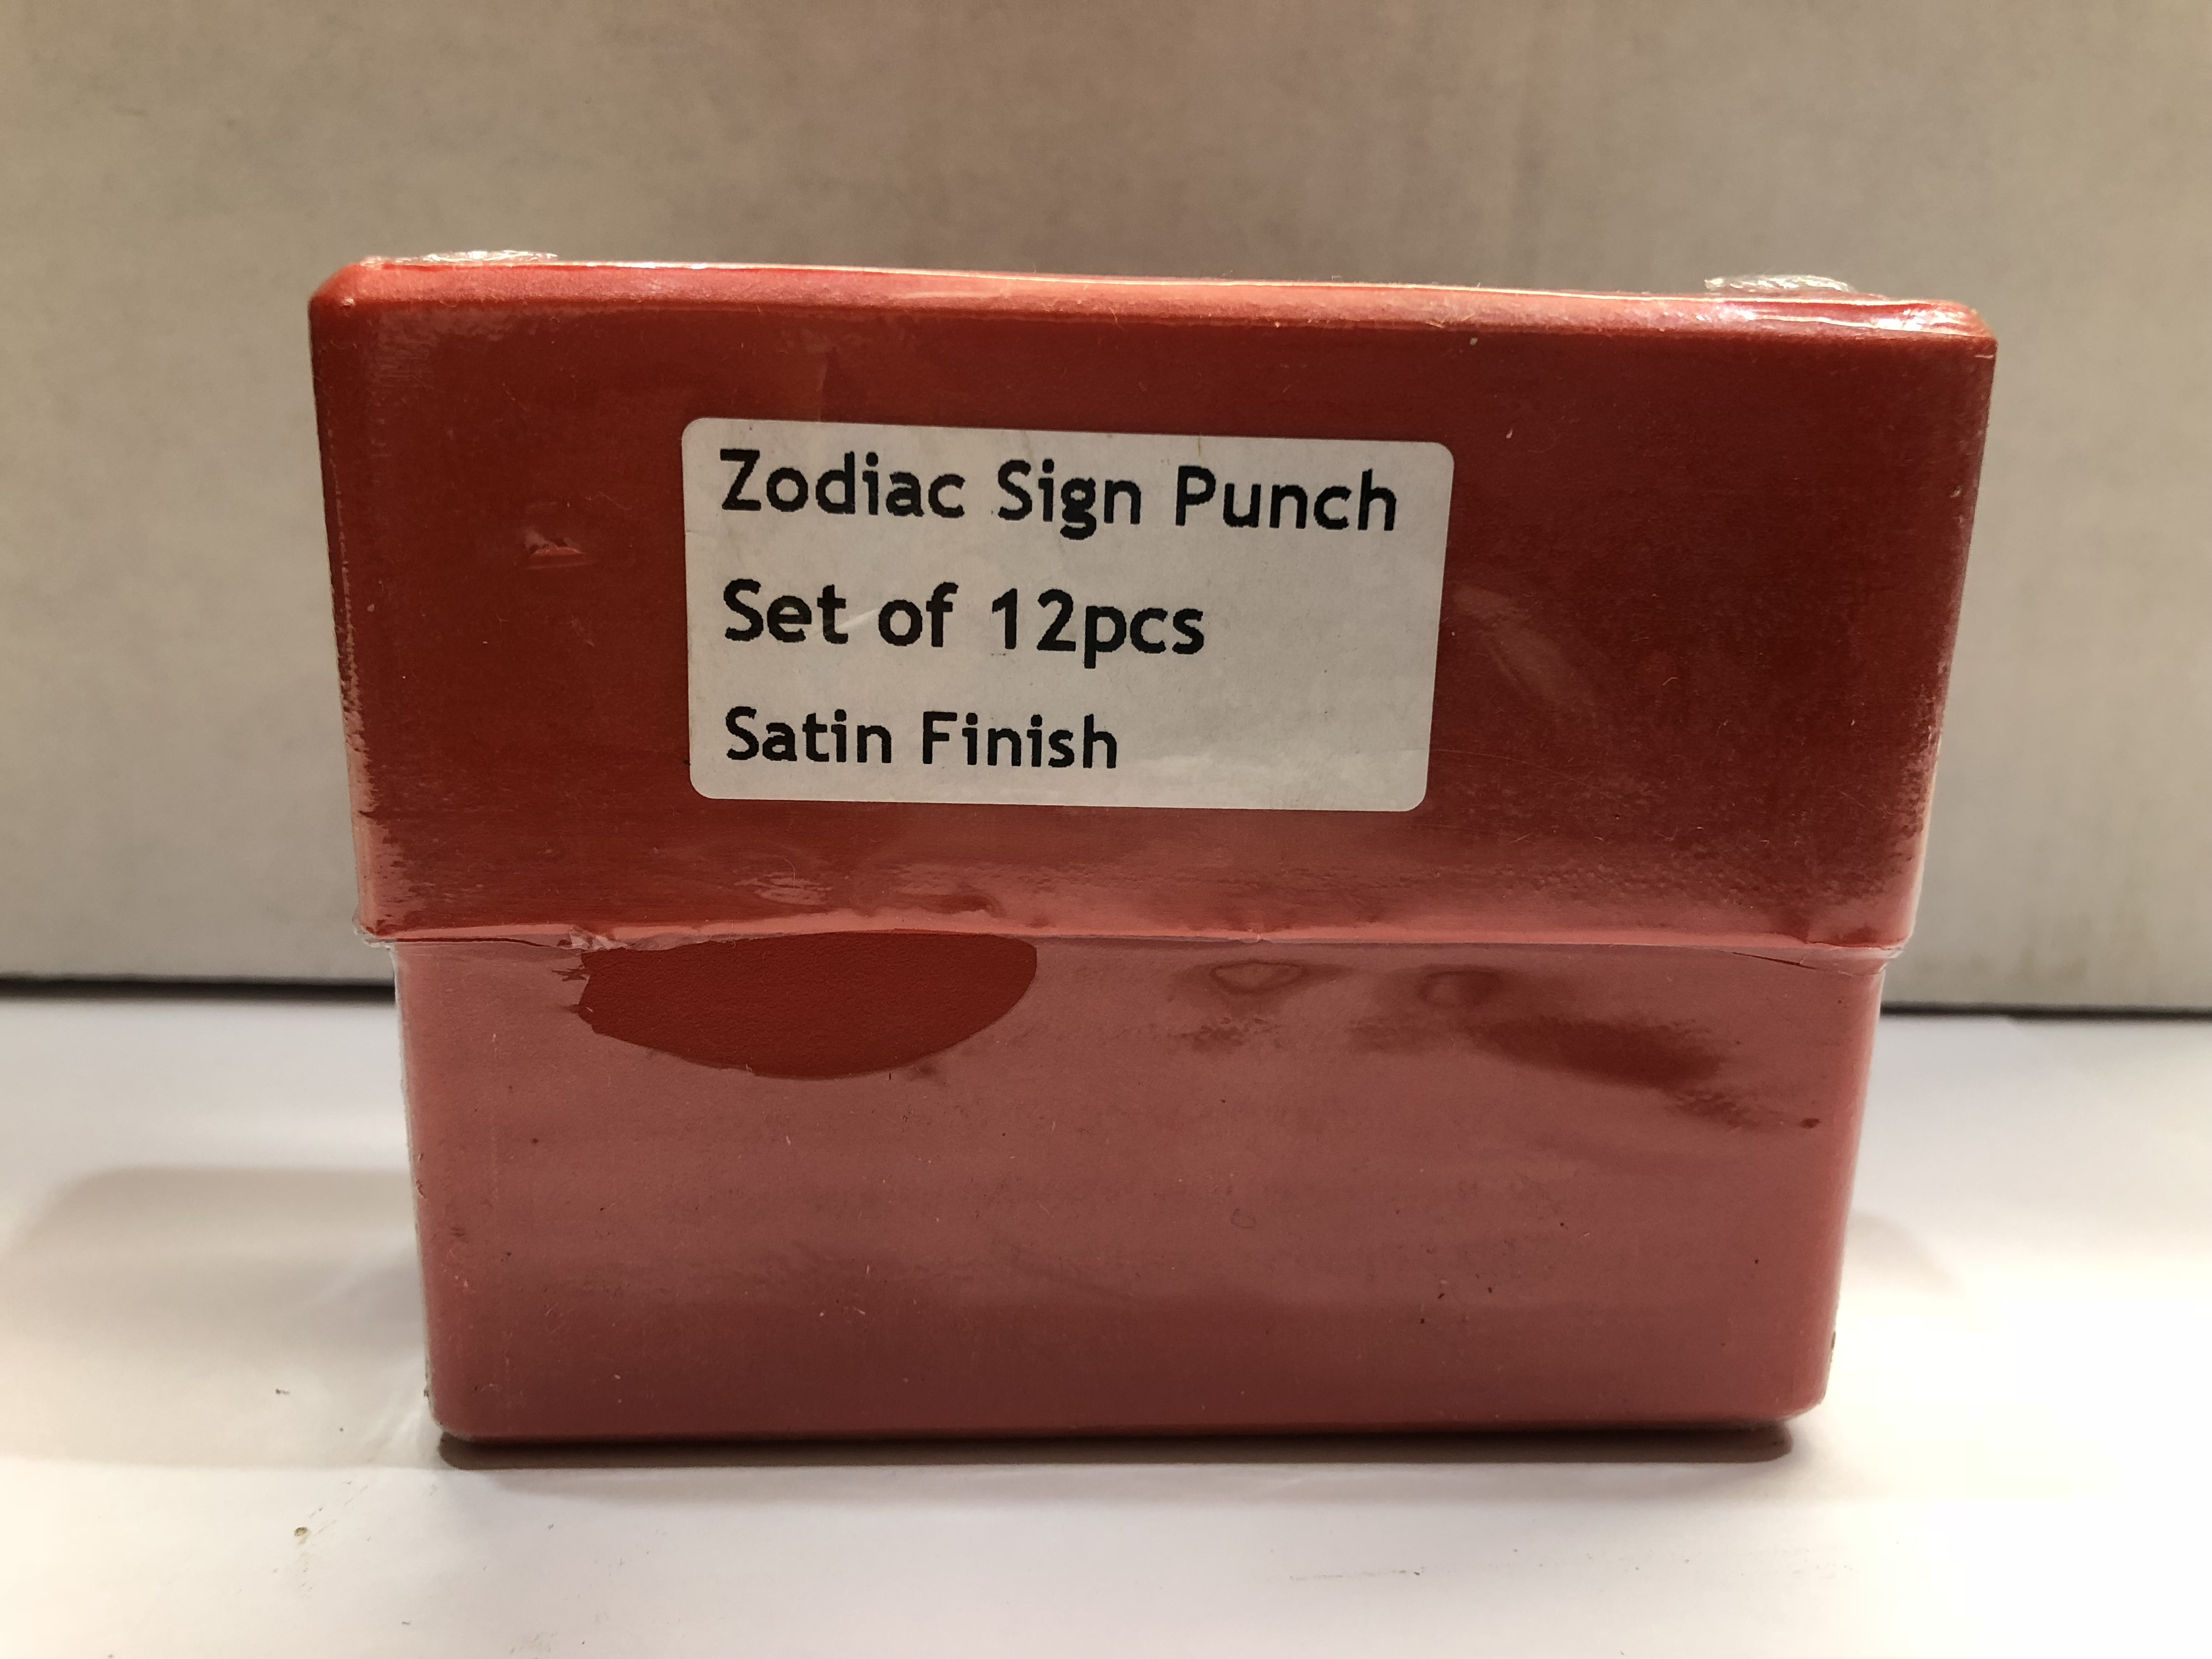 Zodiac Sign Punch
Set of 12pcs
Satin Finish